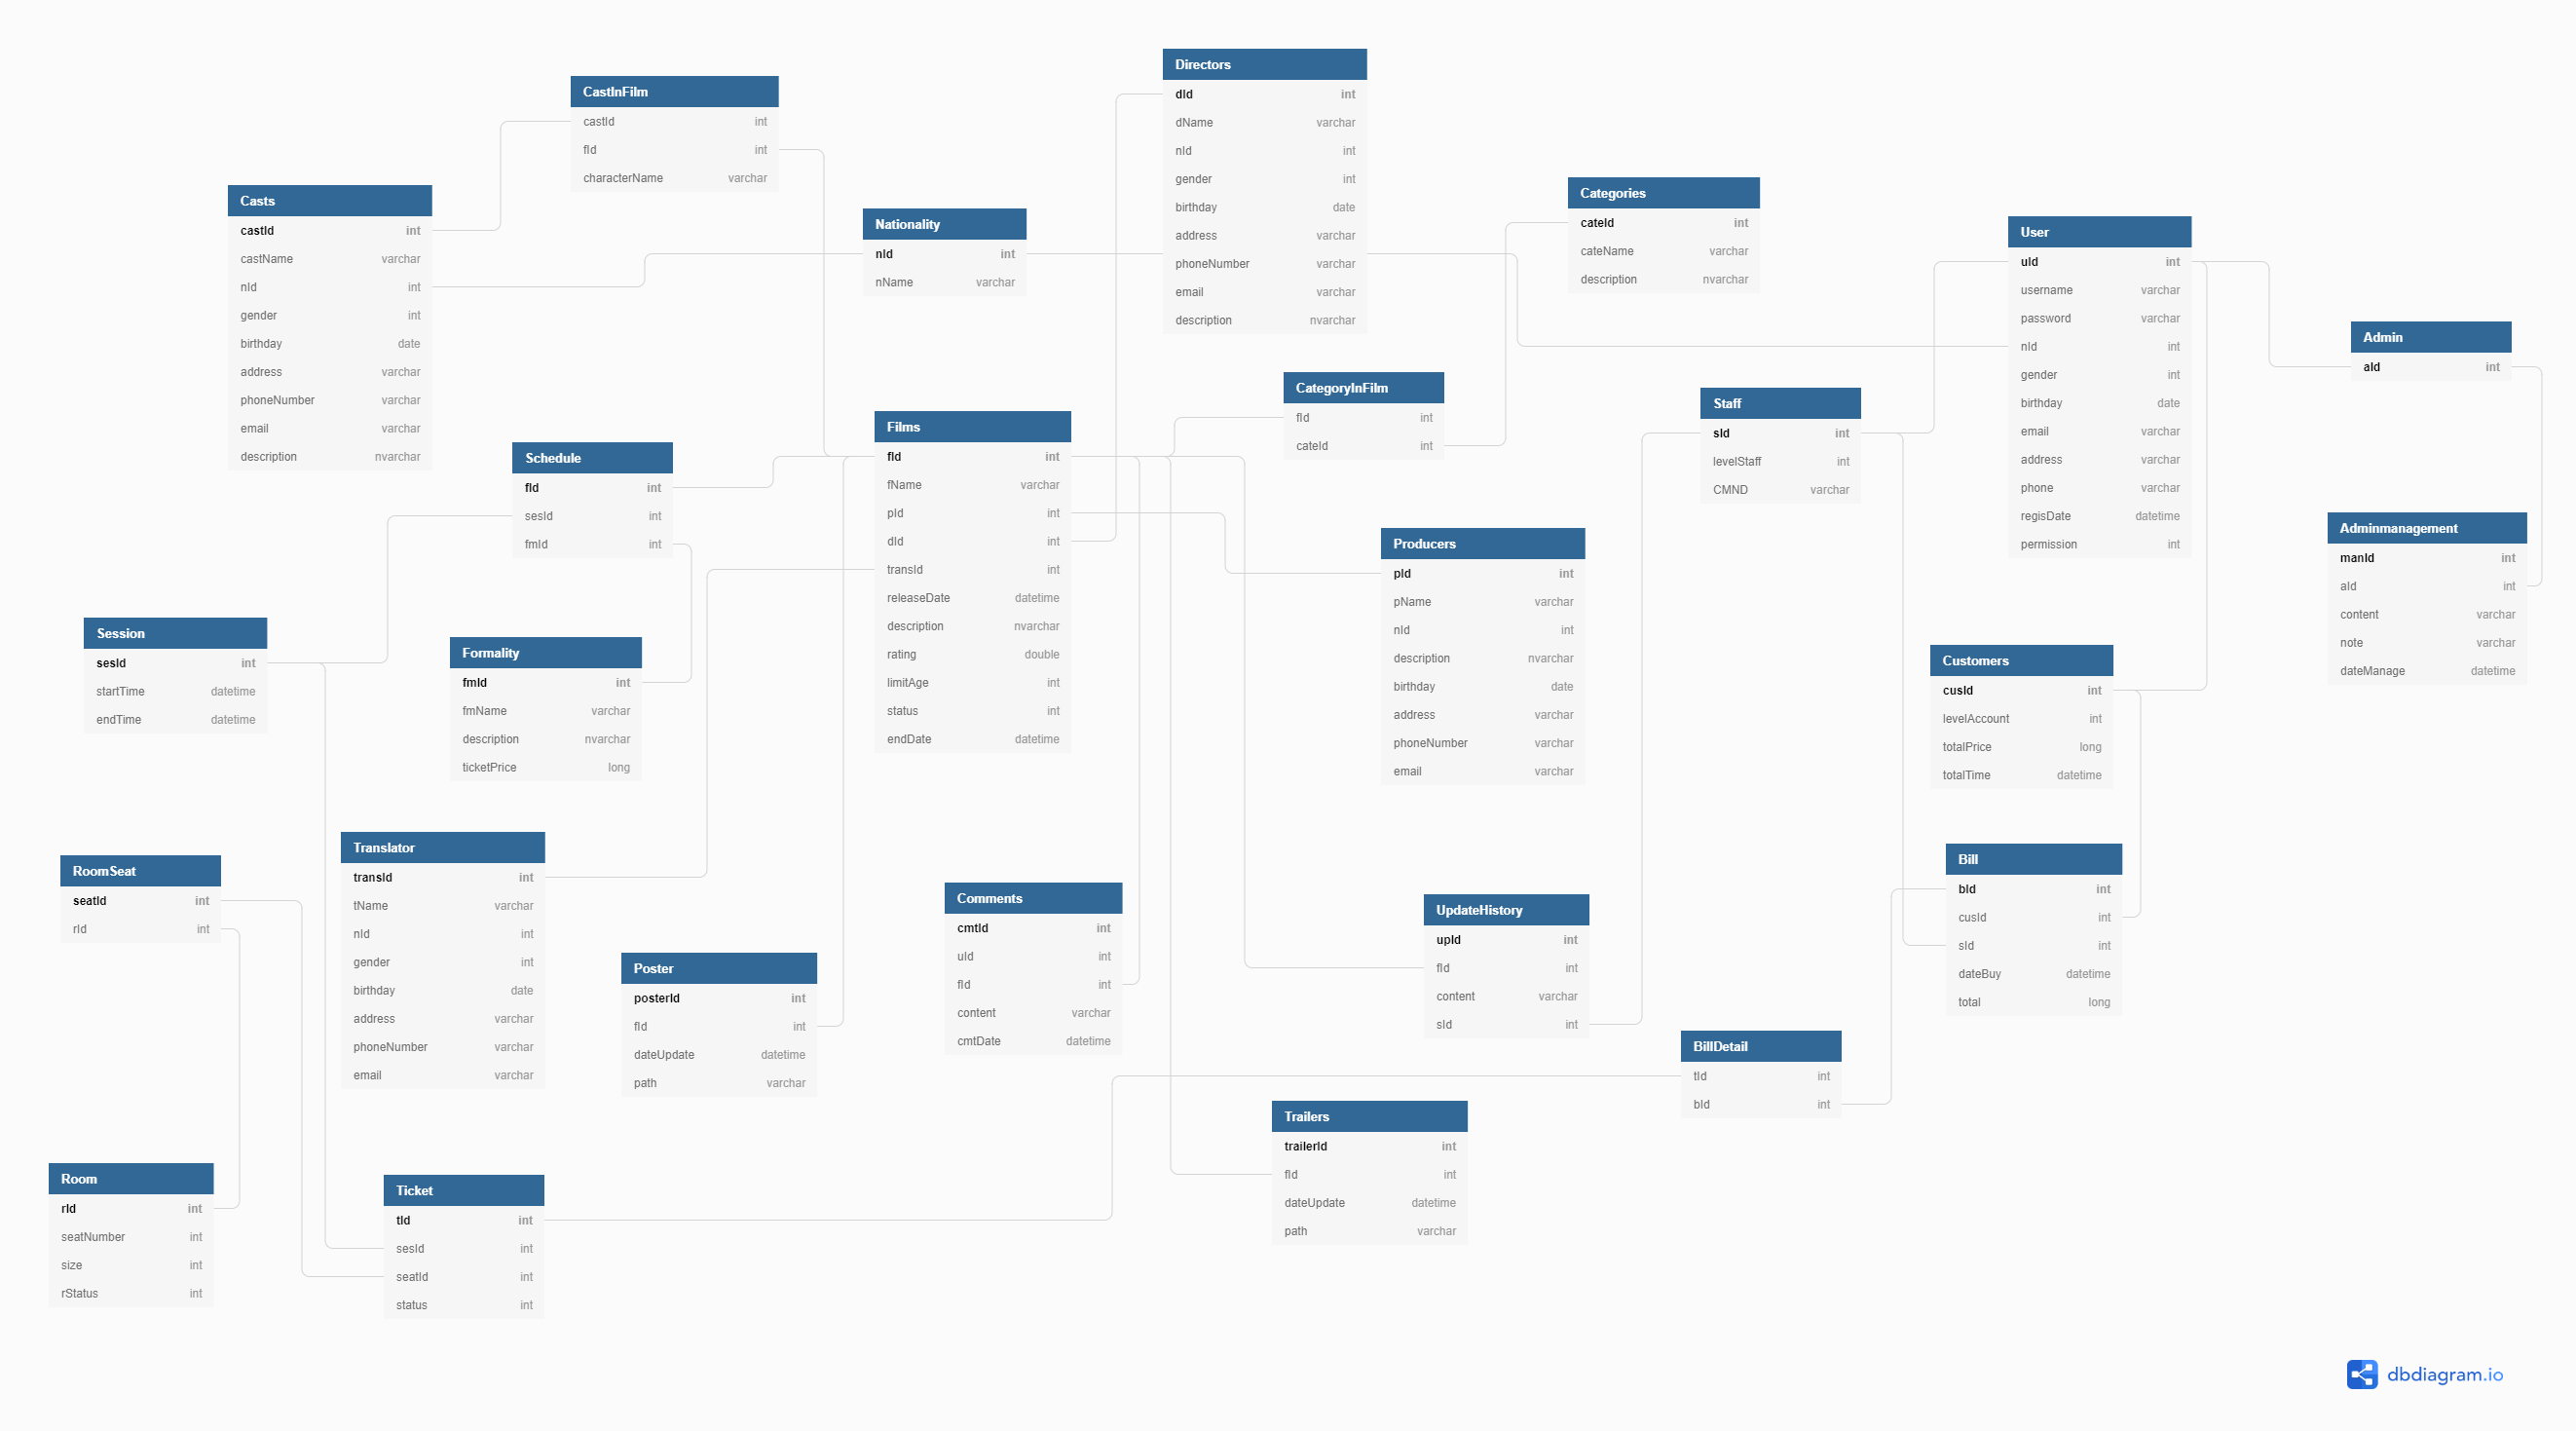 Directors
dId int
dName varchar
nId int
gender int
birthday date
address varchar
phoneNumber varchar
email varchar
description nvarchar
CastInFilm
castId int
fId int
characterName varchar
Casts
castId int
castName varchar
nId int
gender int
birthday date
address varchar
phoneNumber varchar
email varchar
description nvarchar
Nationality
nId int
nName varchar
Categories
cateId int
cateName varchar
description nvarchar
User
uId int
username varchar
password varchar
nId int
gender int
birthday date
email varchar
address varchar
phone varchar
regisDate datetime
permission int
Admin
aId int
CategoryInFilm
fId int
cateId int
Staff
sId int
levelStaff int
CMND varchar
Films
fId int
fName varchar
pId int
dId int
transId int
releaseDate datetime
description nvarchar
rating double
limitAge int
status int
endDate datetime
Schedule
fId int
sesId int
fmId int
Adminmanagement
manId int
aId int
content varchar
note varchar
dateManage datetime
Producers
pId int
pName varchar
nId int
description nvarchar
birthday date
address varchar
phoneNumber varchar
email varchar
Session
sesId int
startTime datetime
endTime datetime
Formality
fmId int
fmName varchar
description nvarchar
ticketPrice long
Customers
cusId int
levelAccount int
totalPrice long
totalTime datetime
Translator
transId int
tName varchar
nId int
gender int
birthday date
address varchar
phoneNumber varchar
email varchar
Bill
bId int
cusId int
sId int
dateBuy datetime
total long
RoomSeat
seatId int
rId int
Comments
cmtId int
uId int
fId int
content varchar
cmtDate datetime
UpdateHistory
upId int
fId int
content varchar
sId int
Poster
posterId int
fId int
dateUpdate datetime
path varchar
BillDetail
tId int
bId int
Trailers
trailerId int
fId int
dateUpdate datetime
path varchar
Room
rId int
seatNumber int
size int
rStatus int
Ticket
tId int
sesId int
seatId int
status int
dbdiagram.io